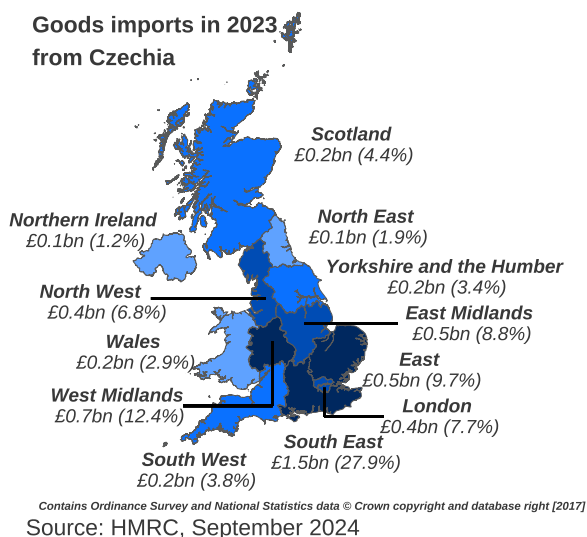 Goods imports in 2023
from Czechia
Scotland
£0.2bn (4.4%)
Northern Ireland
£0.1bn (1.2%)
North East
£0.1bn (1.9%)
Yorkshire and the Humber
£0.2bn (3.4%)
North West
£0.4bn (6.8%)
East Midlands
£0.5bn (8.8%)
Wales
£0.2bn (2.9%)
East
£0.5bn (9.7%)
West Midlands
£0.7bn (12.4%)
London
£0.4bn (7.7%)
South East
£1.5bn (27.9%)
South West
£0.2bn (3.8%)
Contains Ordinance Survey and National Statistics data © Crown copyright and database right [2017]
Source: HMRC, September 2024